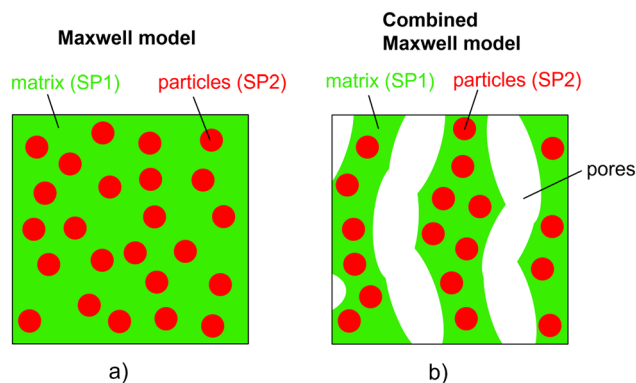 Maxwell model
matrix (SP1)
particles (SP2)
a)
Combined
Maxwell model
matrix (SP1)
particles (SP2)
pores
b)